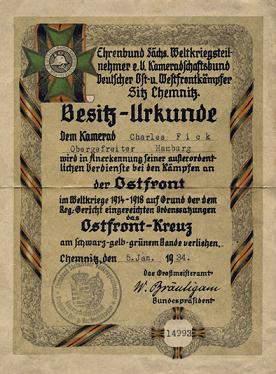 Ehrenbund Sächs. Weltkriegsteil-
nehmer e.V. Kameradschaftsbund
Deutscher Ost- u. Westfrontkämpfer
Sitz Chemnitz.
Besitz-Urkunde
Dem Kamerad Charles Fick
Obergefreiter Hamburg
wird in Anerkennung seiner außerordent-
lichen Verdienste bei den Kämpfen an
der Ostfront
im Weltkriege 1914-1918 auf Grund der dem
Reg.-Gericht eingereichten Ordenssatzungen
das
Ostfront-Kreuz
am schwarz-gelb-grünem Bande verliehen.
Chemnitz, den 5.Jan. 1934.
Das Großmeisteramt
W. Bräutigam
Bundespräsident
14993